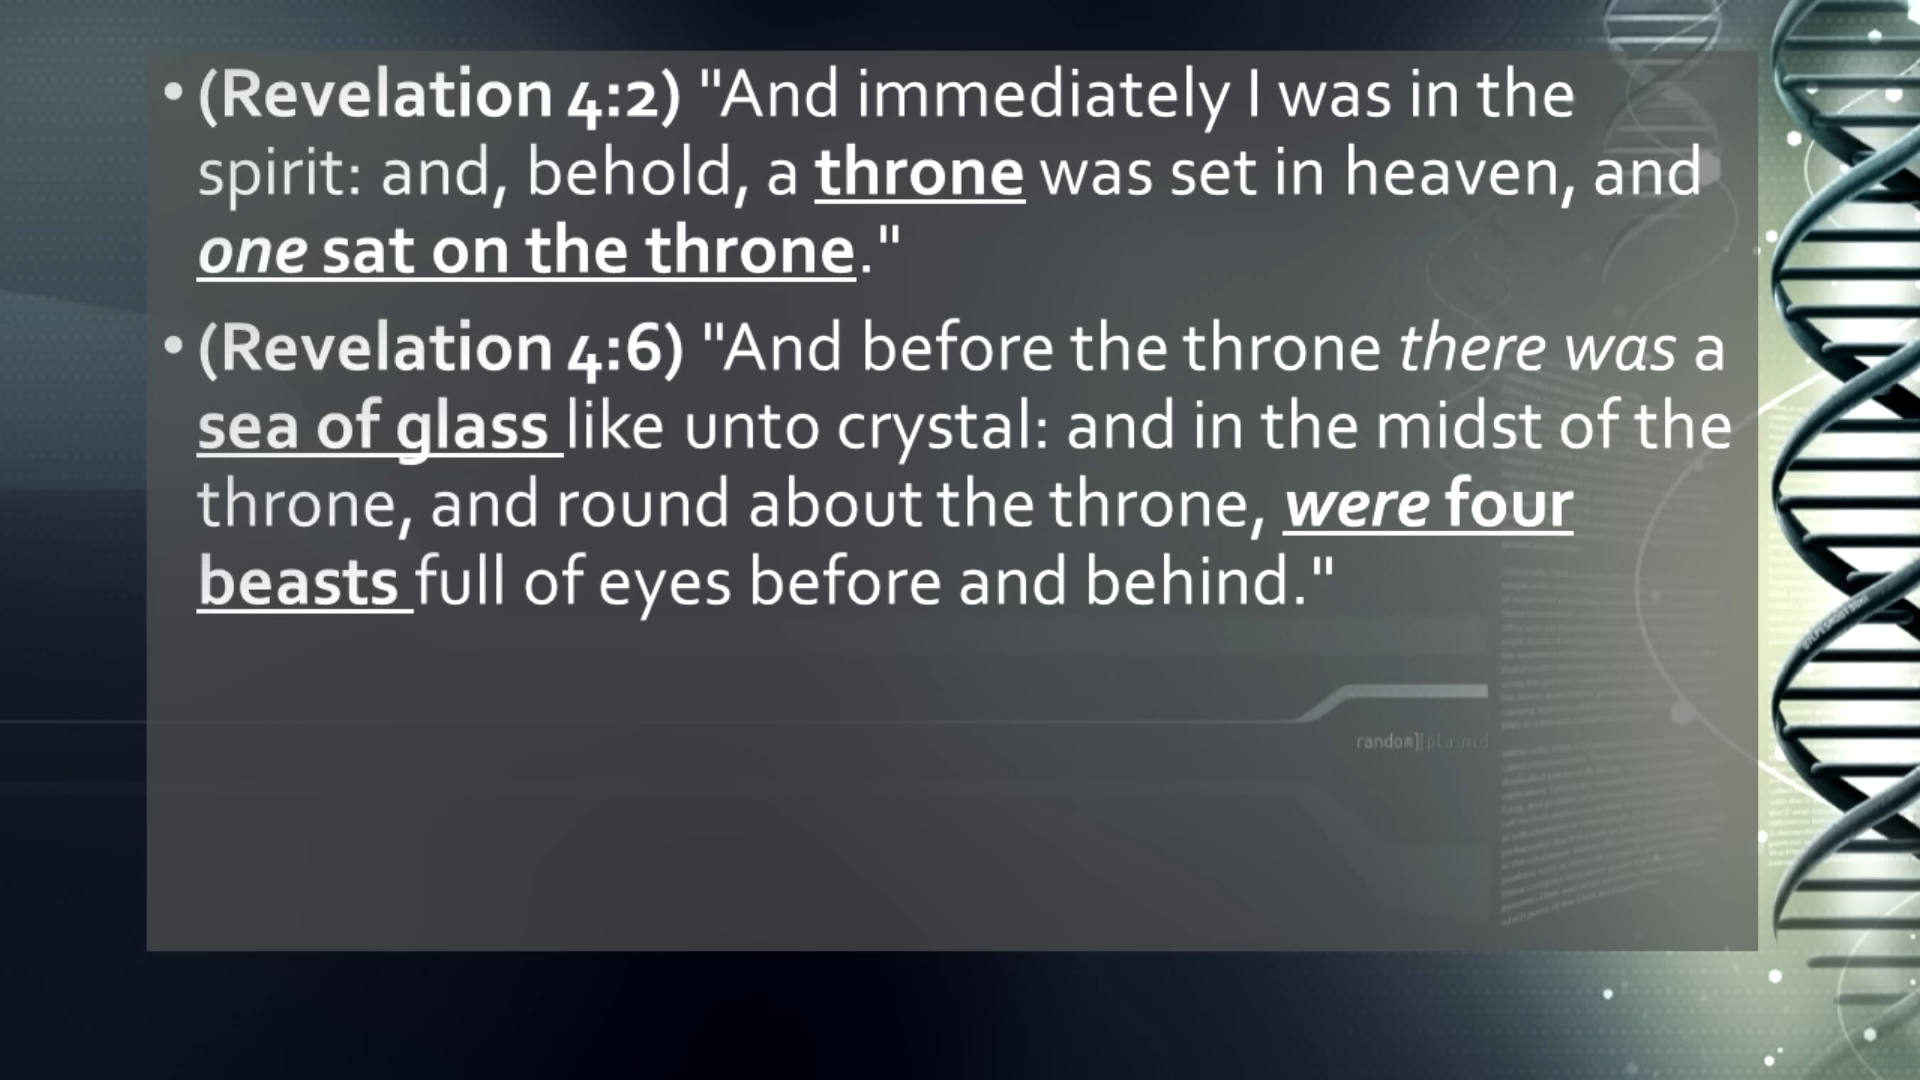 • (Revelation 4:2) "And immediately I was in the
spirit: and, behold, a throne was set in heaven, and
one sat on the throne."
• (Revelation 4:6) "And before the throne there was a
sea of glass like unto crystal: and in the midst of the
throne, and round about the throne, were four
beasts full of eyes before and behind."
random][plasmid